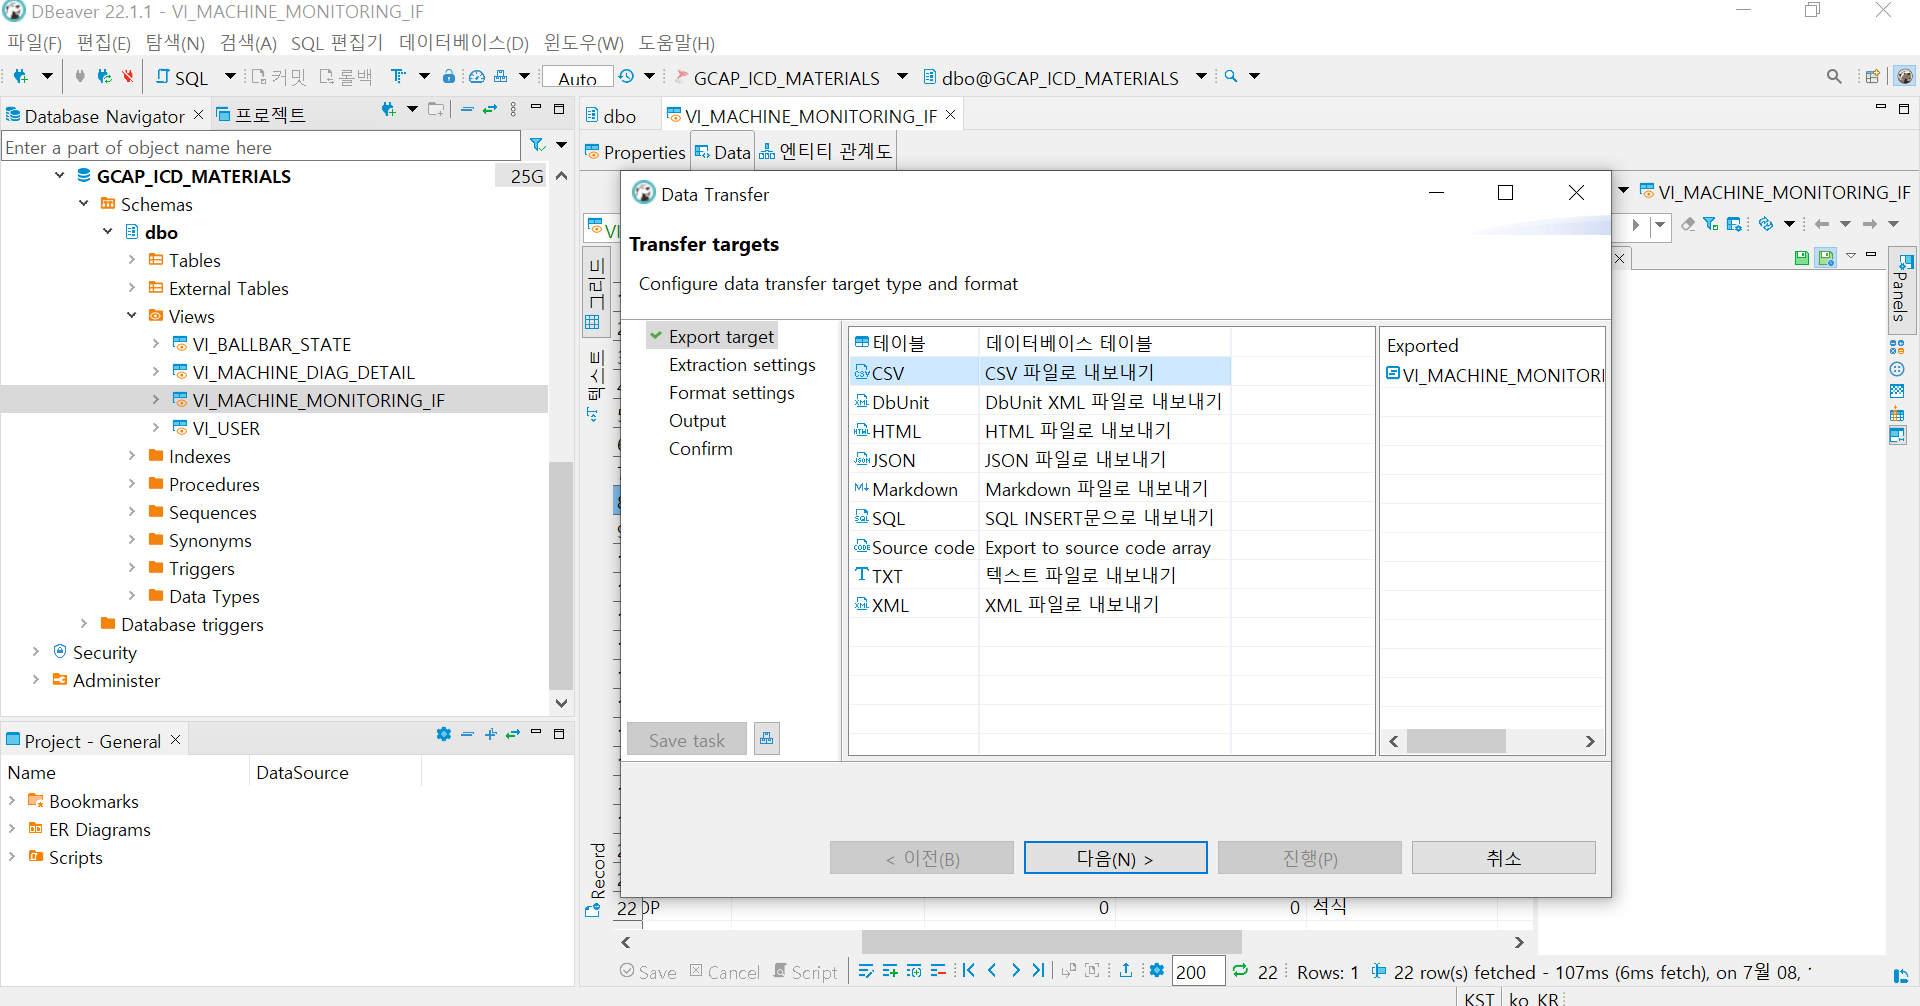 DBeaver 22.1.1 - VI_MACHINE_MONITORING_IF
파일(F) 편집(E) 탐색(N) 검색(A) SQL 편집기 데이터베이스(D) 윈도우(W) 도움말(H)
SQL 커밋 롤백 Auto GCAP_ICD_MATERIALS dbo@GCAP_ICD_MATERIALS
Database Navigator 프로젝트
Enter a part of object name here
GCAP_ICD_MATERIALS 25G
Schemas
dbo
Tables
External Tables
Views
VI_BALLBAR_STATE
VI_MACHINE_DIAG_DETAIL
VI_MACHINE_MONITORING_IF
VI_USER
Indexes
Procedures
Sequences
Synonyms
Triggers
Data Types
Database triggers
Security
Administer
Project - General
Name DataSource
Bookmarks
ER Diagrams
Scripts
dbo VI_MACHINE_MONITORING_IF
Properties Data 엔티티 관계도
VI_MACHINE_MONITORING_IF
그리드
텍스트
Record
Panels
Data Transfer
Transfer targets
Configure data transfer target type and format
Export target
Extraction settings
Format settings
Output
Confirm
테이블 데이터베이스 테이블
CSV CSV 파일로 내보내기
DbUnit DbUnit XML 파일로 내보내기
HTML HTML 파일로 내보내기
JSON JSON 파일로 내보내기
Markdown Markdown 파일로 내보내기
SQL SQL INSERT문으로 내보내기
Source code Export to source code array
TXT 텍스트 파일로 내보내기
XML XML 파일로 내보내기
Exported
VI_MACHINE_MONITORI
Save task
< 이전(B) 다음(N) > 진행(P) 취소
22 OP 0 0 석식
Save Cancel Script 200 22 Rows: 1 22 row(s) fetched - 107ms (6ms fetch), on 7월 08,
KST ko_KR